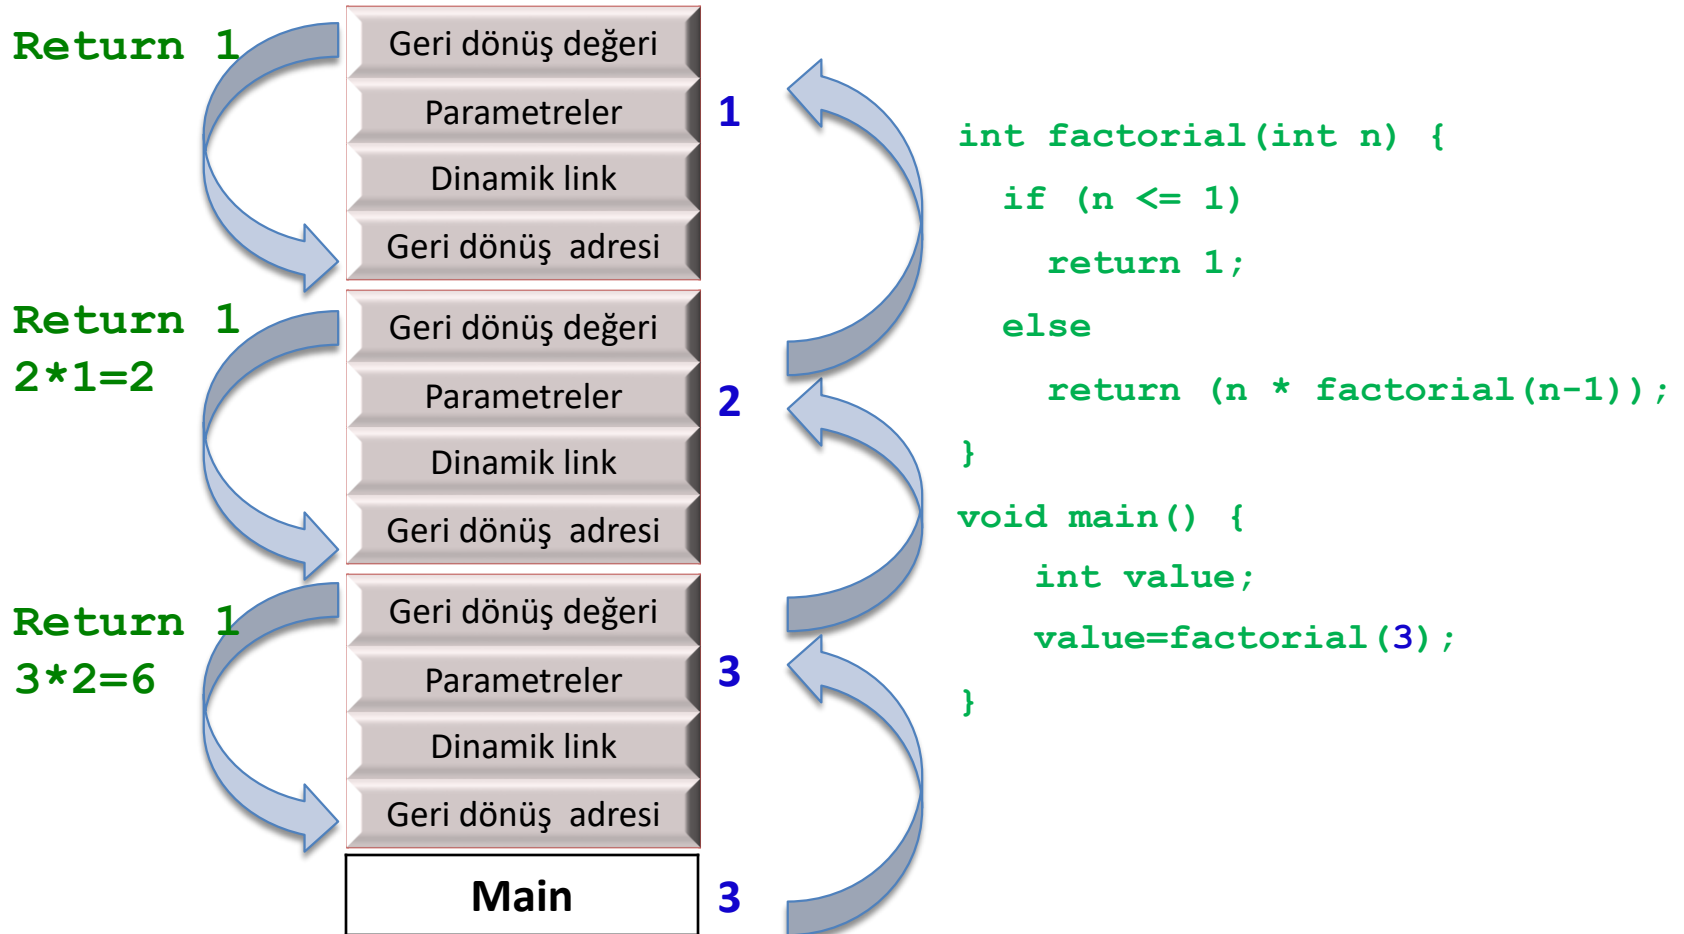 Return 1
Geri dönüş değeri
Parametreler
1
Dinamik link
Geri dönüş adresi
Return 1
2*1=2
Geri dönüş değeri
Parametreler
2
Dinamik link
Geri dönüş adresi
Return 1
3*2=6
Geri dönüş değeri
Parametreler
3
Dinamik link
Geri dönüş adresi
Main
3
int factorial(int n) {
if (n <= 1)
return 1;
else
return (n * factorial(n-1));
}
void main() {
int value;
value=factorial(3);
}